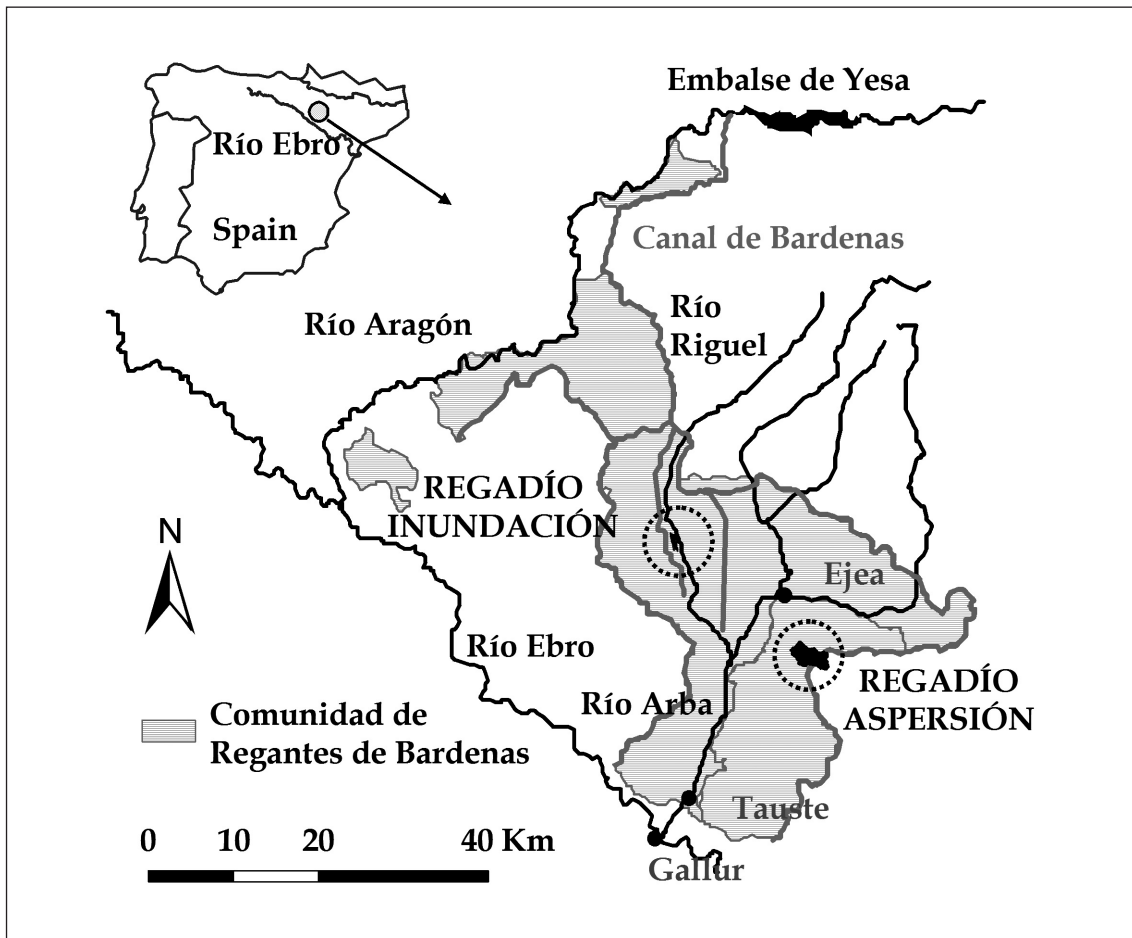 Embalse de Yesa
Río Ebro
Spain
Canal de Bardenas
Río Aragón
Río
Riguel
REGADÍO
INUNDACIÓN
N
Ejea
Río Ebro
REGADÍO
ASPERSIÓN
Río Arba
Comunidad de
Regantes de Bardenas
Tauste
0 10 20 40 Km
Gallur